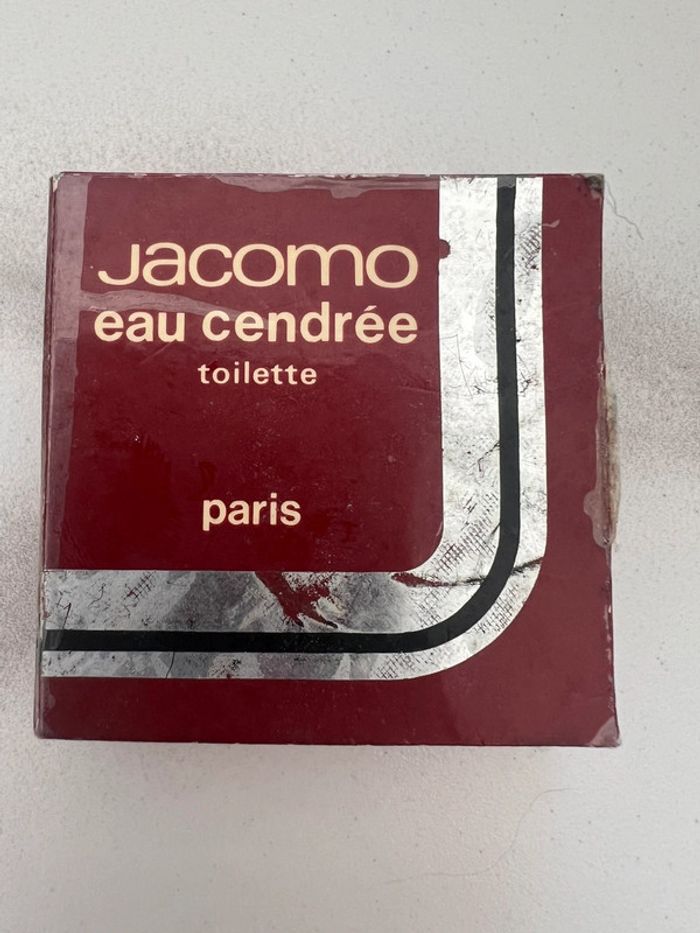 Jacomo
eau cendrée
toilette
paris